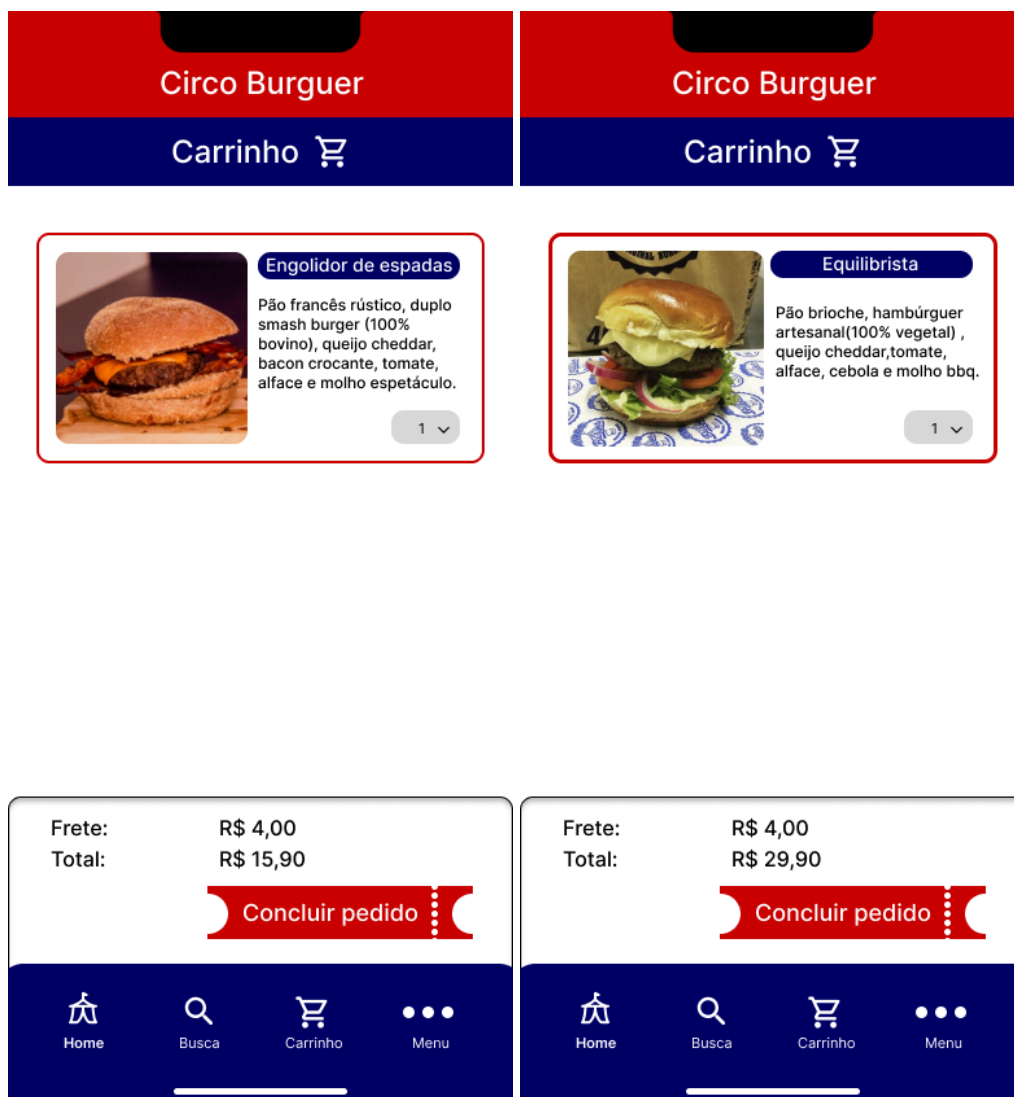 Circo Burguer
Carrinho
Engolidor de espadas
Pão francês rústico, duplo
smash burger (100%
bovino), queijo cheddar,
bacon crocante, tomate,
alface e molho espetáculo.
1
Frete: R$ 4,00
Total: R$ 15,90
Concluir pedido
Home Busca Carrinho Menu
Circo Burguer
Carrinho
Equilibrista
Pão brioche, hambúrguer
artesanal(100% vegetal) ,
queijo cheddar,tomate,
alface, cebola e molho bbq.
1
Frete: R$ 4,00
Total: R$ 29,90
Concluir pedido
Home Busca Carrinho Menu